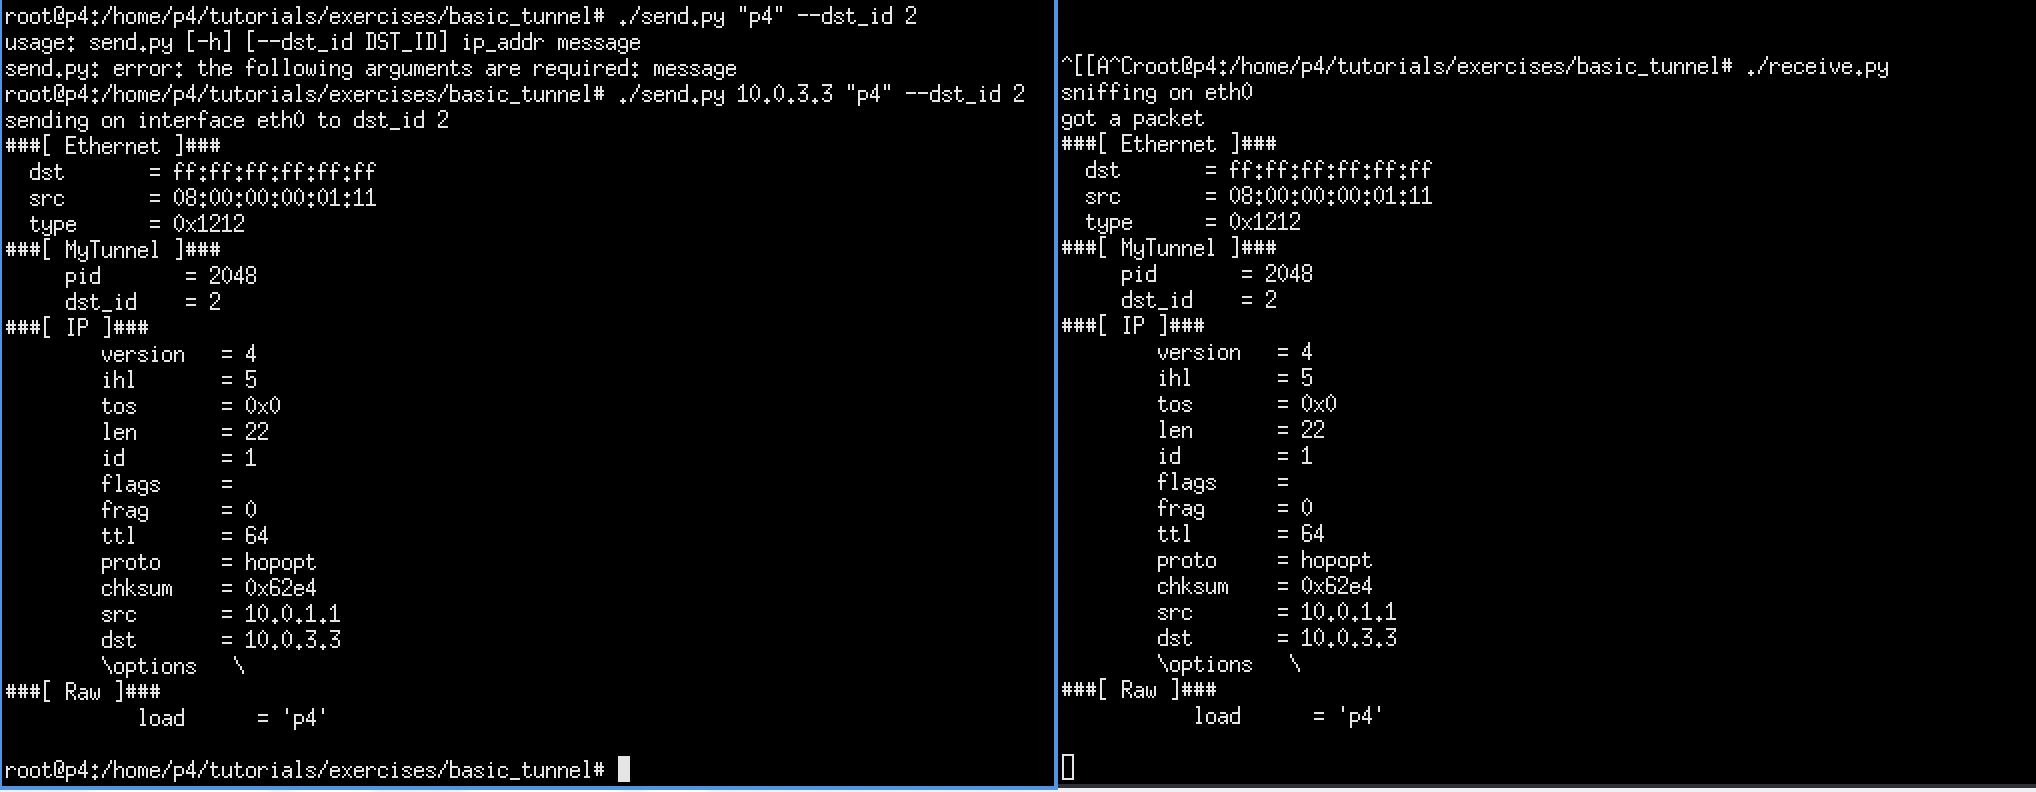 root@p4:/home/p4/tutorials/exercises/basic_tunnel# ./send.py "p4" --dst_id 2
usage: send.py [-h] [--dst_id DST_ID] ip_addr message
send.py: error: the following arguments are required: message
root@p4:/home/p4/tutorials/exercises/basic_tunnel# ./send.py 10.0.3.3 "p4" --dst_id 2
sending on interface eth0 to dst_id 2
###[ Ethernet ]###
  dst       = ff:ff:ff:ff:ff:ff
  src       = 08:00:00:00:01:11
  type      = 0x1212
###[ MyTunnel ]###
     pid       = 2048
     dst_id    = 2
###[ IP ]###
        version   = 4
        ihl       = 5
        tos       = 0x0
        len       = 22
        id        = 1
        flags     =
        frag      = 0
        ttl       = 64
        proto     = hopopt
        chksum    = 0x62e4
        src       = 10.0.1.1
        dst       = 10.0.3.3
        \options   \
###[ Raw ]###
           load      = 'p4'
root@p4:/home/p4/tutorials/exercises/basic_tunnel#
^[[A^Croot@p4:/home/p4/tutorials/exercises/basic_tunnel# ./receive.py
sniffing on eth0
got a packet
###[ Ethernet ]###
  dst       = ff:ff:ff:ff:ff:ff
  src       = 08:00:00:00:01:11
  type      = 0x1212
###[ MyTunnel ]###
     pid       = 2048
     dst_id    = 2
###[ IP ]###
        version   = 4
        ihl       = 5
        tos       = 0x0
        len       = 22
        id        = 1
        flags     =
        frag      = 0
        ttl       = 64
        proto     = hopopt
        chksum    = 0x62e4
        src       = 10.0.1.1
        dst       = 10.0.3.3
        \options   \
###[ Raw ]###
           load      = 'p4'